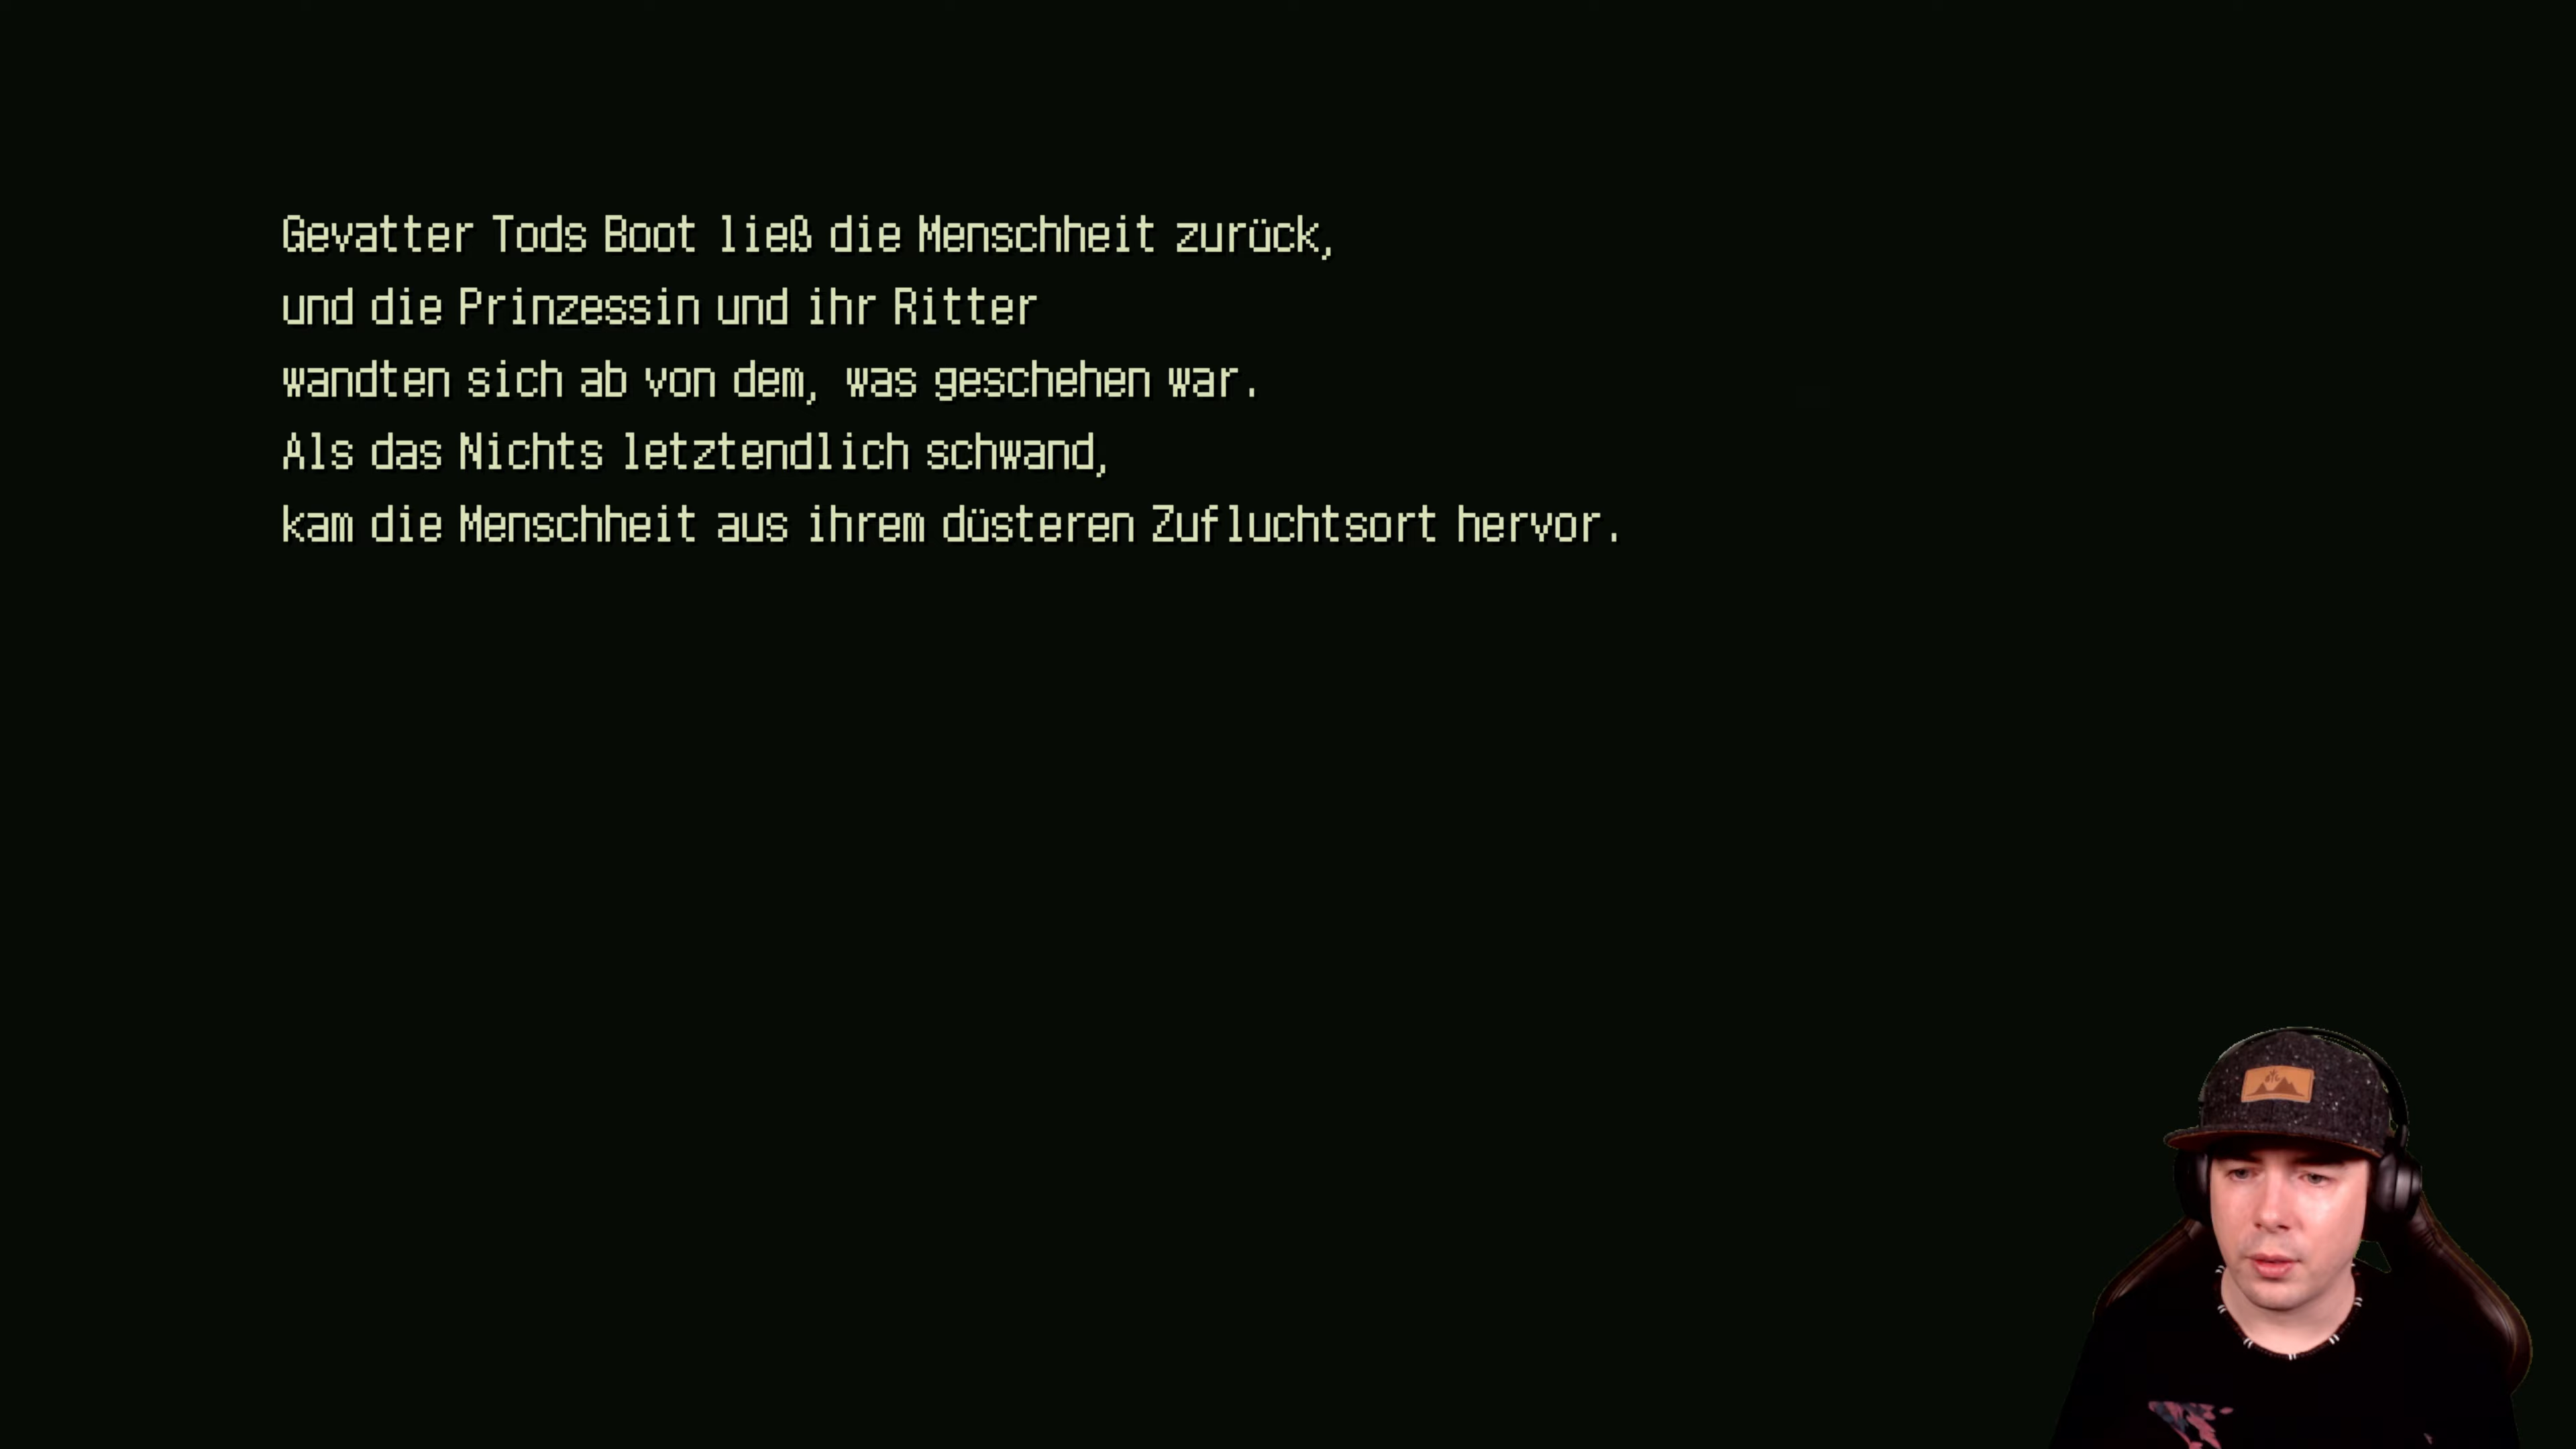 Gevatter Tods Boot ließ die Menschheit zurück,
und die Prinzessin und ihr Ritter
wandten sich ab von dem, was geschehen war.
Als das Nichts letztendlich schwand,
kam die Menschheit aus ihrem düsteren Zufluchtsort hervor.